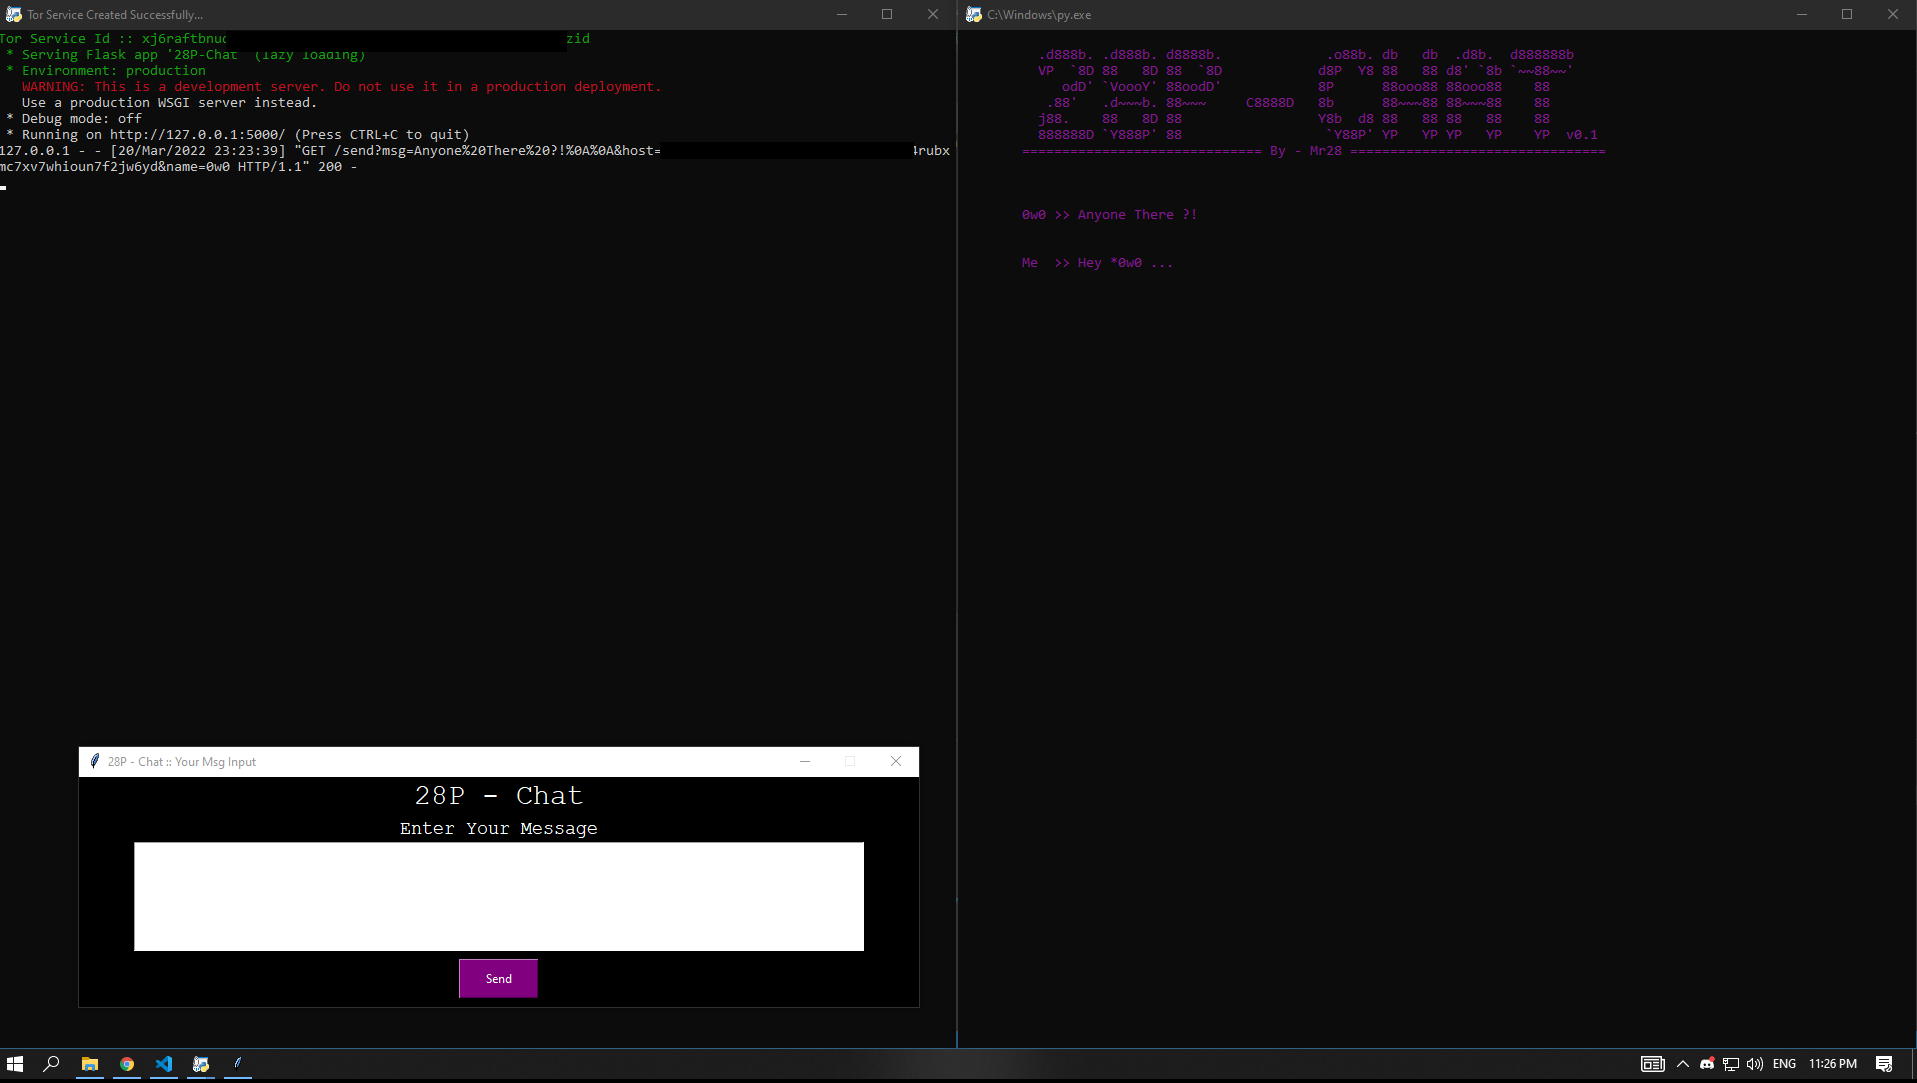 Tor Service Created Successfully...
Tor Service Id :: xj6raftbnu zid
 * Serving Flask app '28P-Chat' (lazy loading)
 * Environment: production
   WARNING: This is a development server. Do not use it in a production deployment.
   Use a production WSGI server instead.
 * Debug mode: off
 * Running on http://127.0.0.1:5000/ (Press CTRL+C to quit)
127.0.0.1 - - [20/Mar/2022 23:23:39] "GET /send?msg=Anyone%20There%20?!%0A%0A&host= rubx
mc7xv7whioun7f2jw6yd&name=0w0 HTTP/1.1" 200 -
28P - Chat :: Your Msg Input
28P - Chat
Enter Your Message
Send
C:\Windows\py.exe
  .d888b. .d888b. d8888b.             .o88b. db   db  .d8b.  d888888b
  VP  `8D 88   8D 88  `8D            d8P  Y8 88   88 d8' `8b `~~88~~'
     odD' `VoooY' 88oodD'            8P      88ooo88 88ooo88    88
   .88'   .d~~~b. 88~~~     C8888D   8b      88~~~88 88~~~88    88
  j88.    88   8D 88                 Y8b  d8 88   88 88   88    88
  888888D `Y888P' 88                  `Y88P' YP   YP YP   YP    YP  v0.1
============================== By - Mr28 ================================
0w0 >> Anyone There ?!
Me  >> Hey *0w0 ...
ENG 11:26 PM